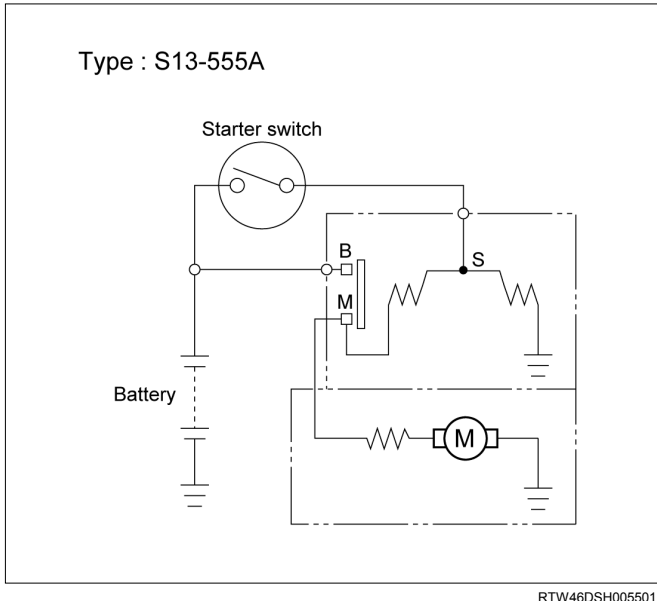 Type : S13-555A
Starter switch
B
S
M
Battery
M
RTW46DSH005501